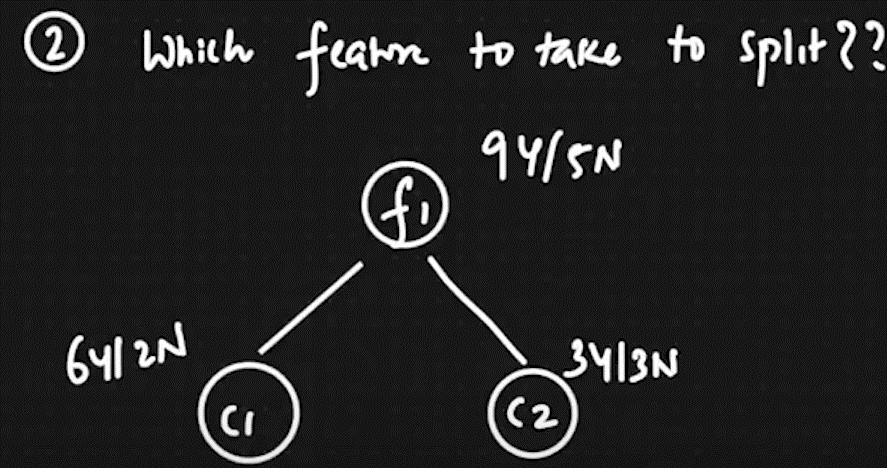 ② Which feature to take to split??
9Y/5N
f1
6Y/2N
3Y/3N
C1
C2